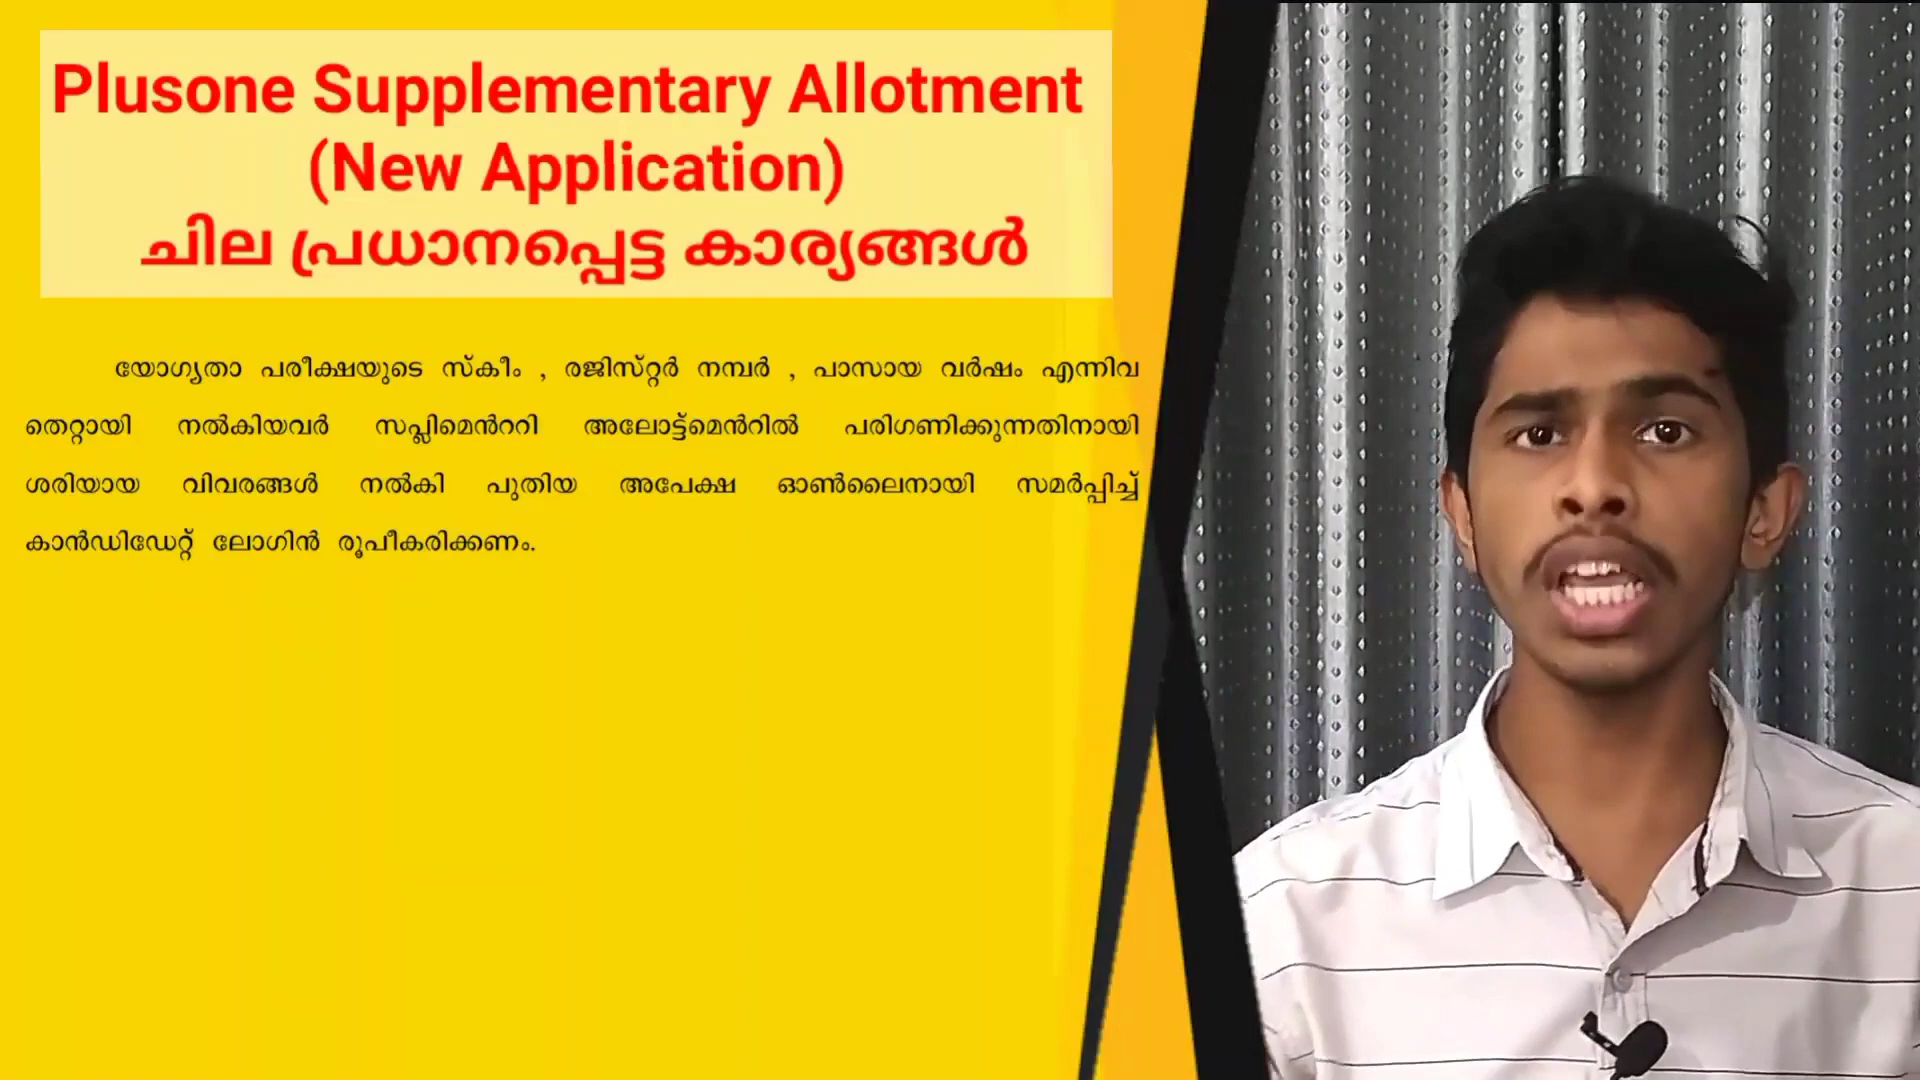 Plusone Supplementary Allotment
(New Application)
ചില പ്രധാനപ്പെട്ട കാര്യങ്ങൾ
യോഗ്യതാ പരീക്ഷയുടെ സ്കീം , രജിസ്റ്റർ നമ്പർ , പാസായ വർഷം എന്നിവ
തെറ്റായി നൽകിയവർ സപ്ലിമെൻററി അലോട്ട്മെൻറിൽ പരിഗണിക്കുന്നതിനായി
ശരിയായ വിവരങ്ങൾ നൽകി പുതിയ അപേക്ഷ ഓൺലൈനായി സമർപ്പിച്ച്
കാൻഡിഡേറ്റ് ലോഗിൻ രൂപീകരിക്കണം.